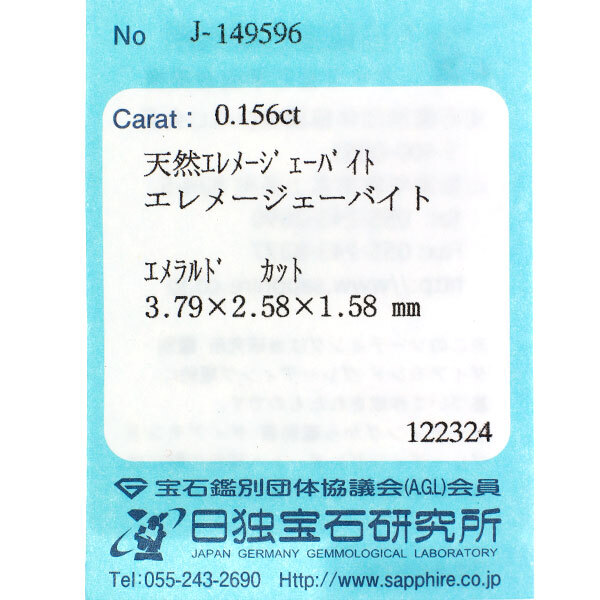 No J-149596
Carat : 0.156ct
天然ｴﾚﾒｰｼﾞｪｰﾊﾞｲﾄ
エレメージェーバイト
ｴﾒﾗﾙﾄﾞ ｶｯﾄ
3.79×2.58×1.58 mm
122324
宝石鑑別団体協議会(A.G.L)会員
日独宝石研究所
JAPAN GERMANY GEMMOLOGICAL LABORATORY
Tel:055-243-2690 Http://www.sapphire.co.jp